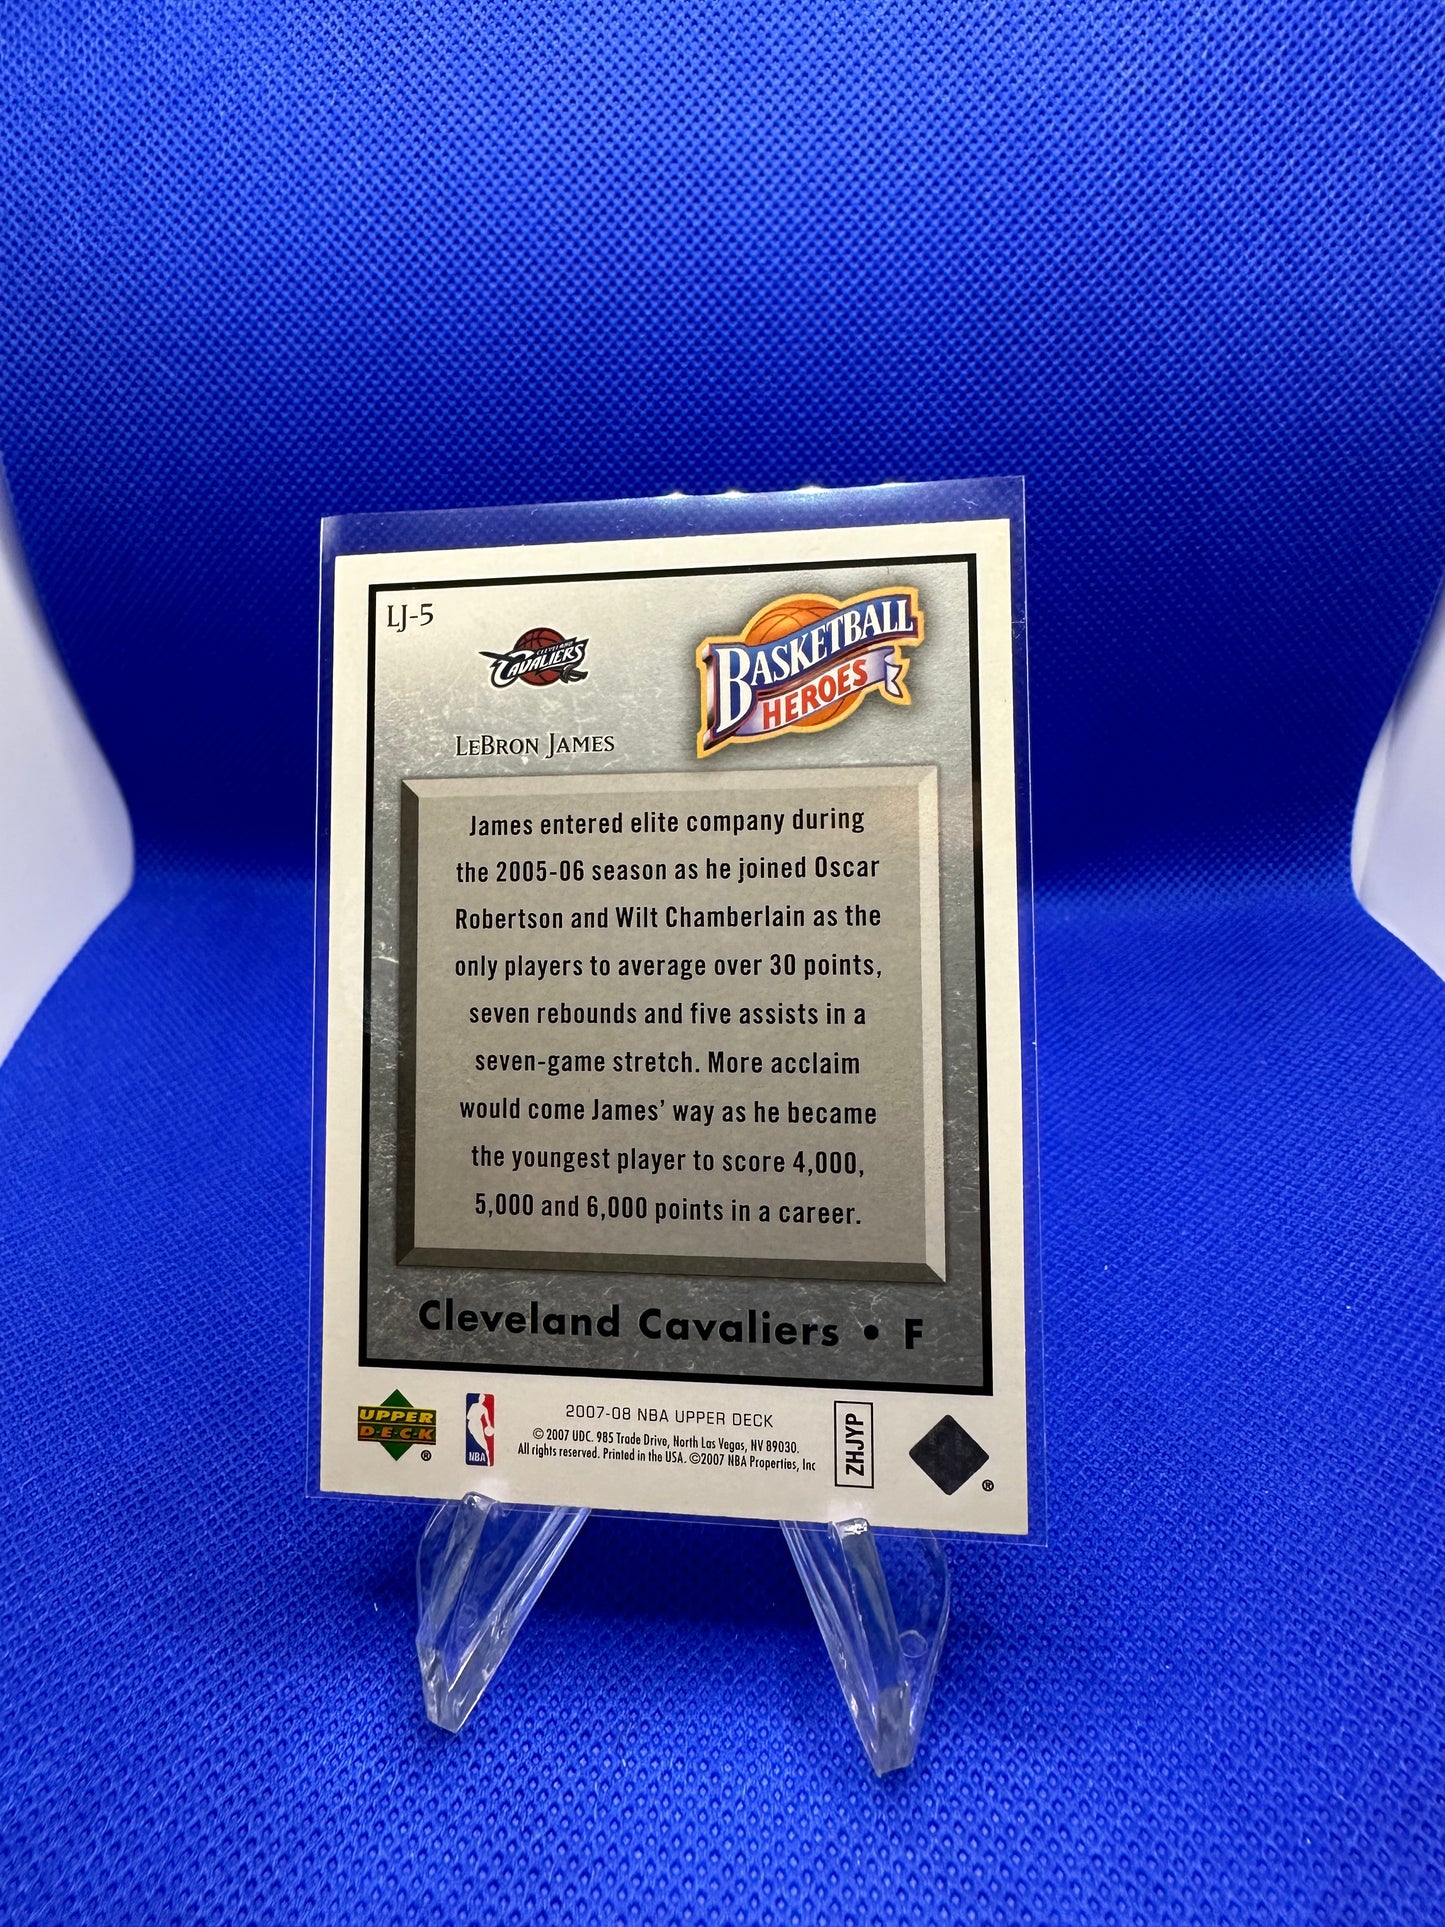 LJ-5
CLEVELAND
CAVALIERS
BASKETBALL
HEROES
LEBRON JAMES
James entered elite company during
the 2005-06 season as he joined Oscar
Robertson and Wilt Chamberlain as the
only players to average over 30 points,
seven rebounds and five assists in a
seven-game stretch. More acclaim
would come James' way as he became
the youngest player to score 4,000,
5,000 and 6,000 points in a career.
Cleveland Cavaliers • F
UPPER
D·E·C·K
®
NBA
2007-08 NBA UPPER DECK
© 2007 UDC. 985 Trade Drive, North Las Vegas, NV 89030.
All rights reserved. Printed in the USA. ©2007 NBA Properties, Inc
ZHJYP
®